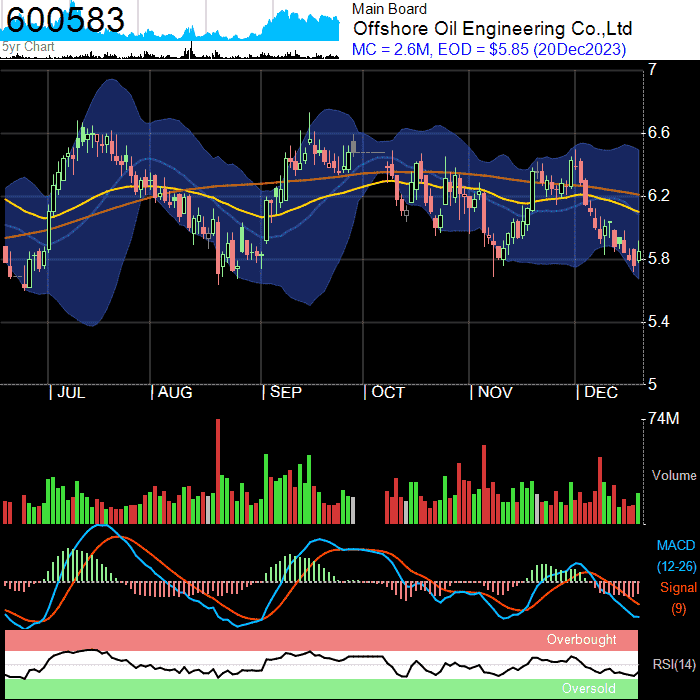 600583
5yr Chart
Main Board
Offshore Oil Engineering Co.,Ltd
MC = 2.6M, EOD = $5.85 (20Dec2023)
7
6.6
6.2
5.8
5.4
5
| JUL | AUG | SEP | OCT | NOV | DEC
74M
Volume
MACD
(12-26)
Signal
(9)
Overbought
RSI(14)
Oversold